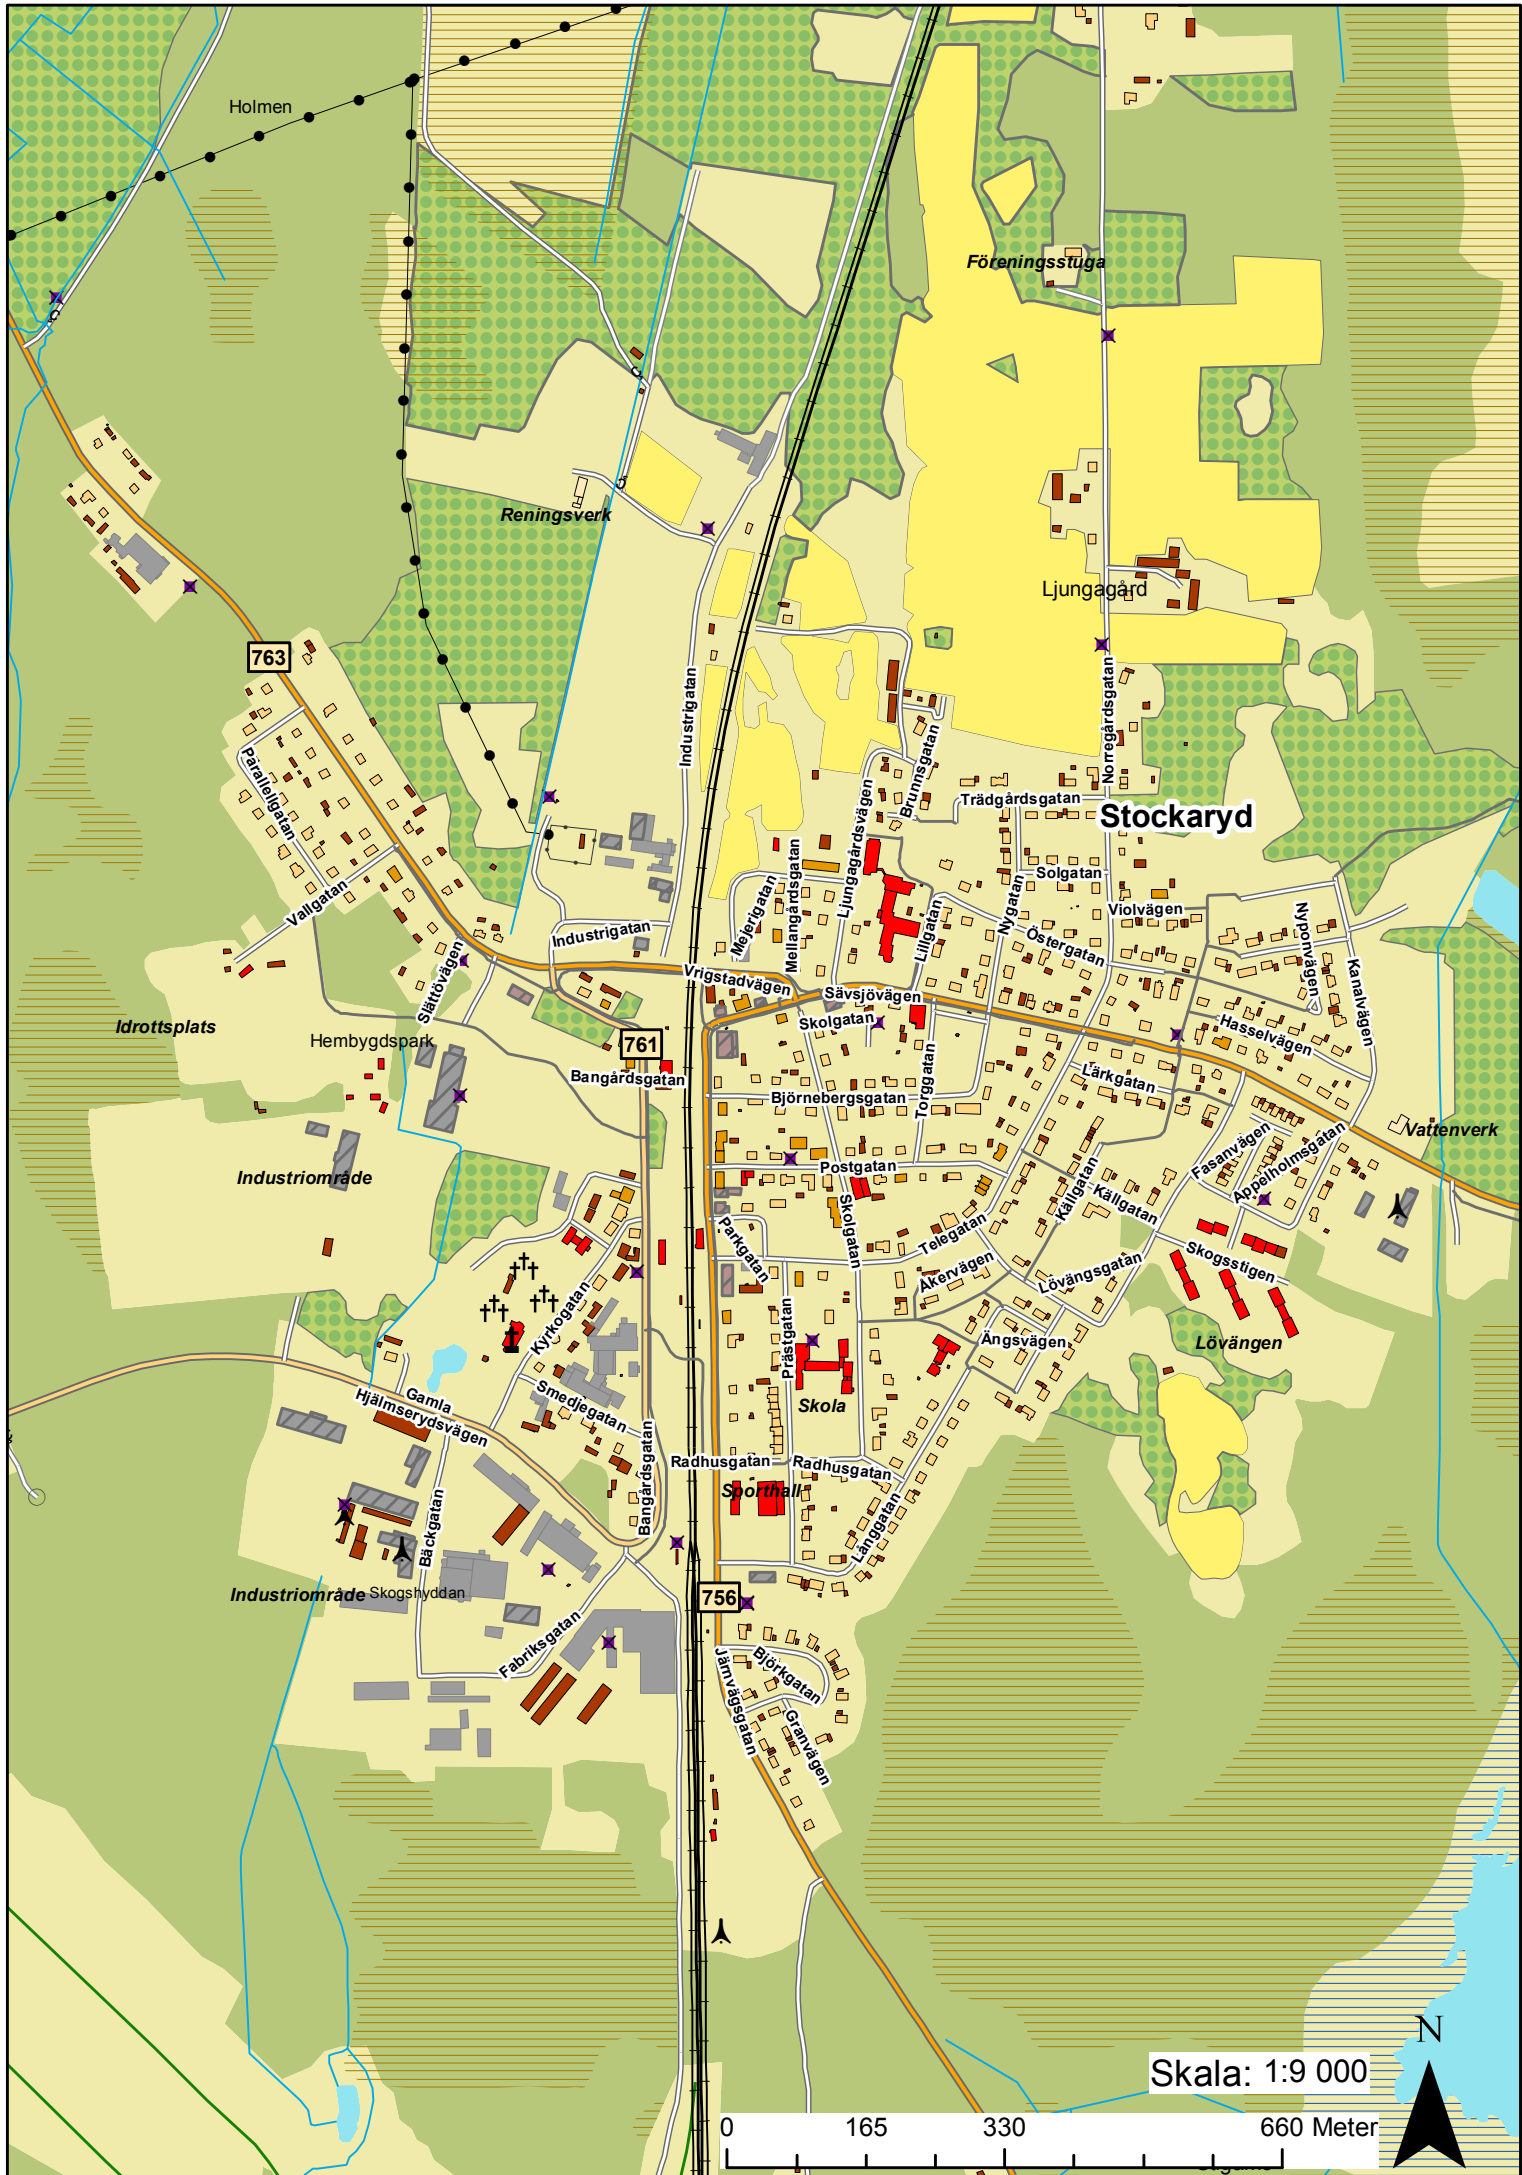 Holmen
Föreningsstuga
Reningsverk
Ljungagård
763
Industrigatan
Norregårdsgatan
Parallellgatan
Brunnsgatan
Trädgårdsgatan
Stockaryd
Ljungagårdsvägen
Mellangårdsgatan
Solgatan
Vallgatan
Mejerigatan
Nygatan
Violvägen
Lillgatan
Nyponvägen
Industrigatan
Östergatan
Slättövägen
Vrigstadvägen
Kanalvägen
Sävsjövägen
Idrottsplats
Hembygdspark
Skolgatan
Hasselvägen
761
Bangårdsgatan
Torggatan
Lärkgatan
Björnebergsgatan
Vattenverk
Fasanvägen
Appelholmsgatan
Industriområde
Postgatan
Källgatan
Källgatan
Skolgatan
Telegatan
Parkgatan
Skogsstigen
Åkervägen
Lövängsgatan
Kyrkogatan
Prästgatan
Ängsvägen
Lövängen
Gamla
Hjälmserydsvägen
Smedjegatan
Skola
Bangårdsgatan
Radhusgatan
Radhusgatan
Sporthall
Långgatan
Bäckgatan
Industriområde
Skogshyddan
756
Fabriksgatan
Järnvägsgatan
Björkgatan
Granvägen
N
Skala: 1:9 000
0 165 330 660 Meter